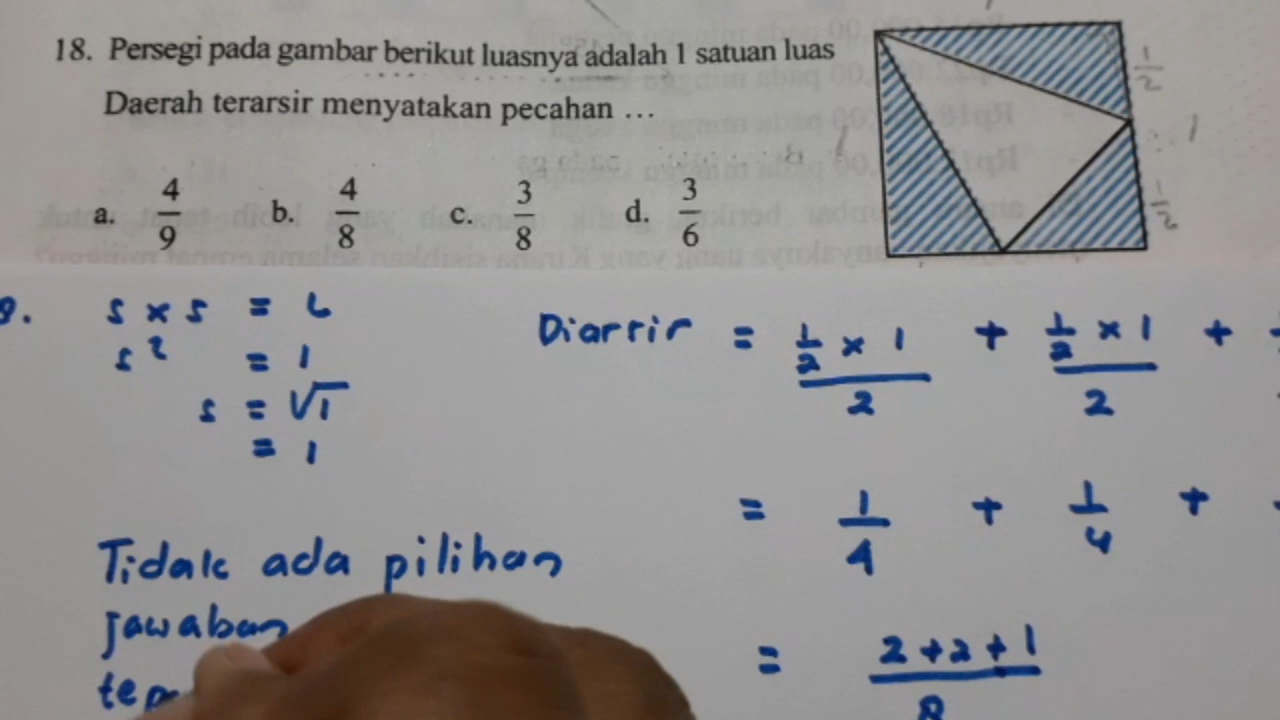 18. Persegi pada gambar berikut luasnya adalah 1 satuan luas
Daerah terarsir menyatakan pecahan ...
a. 4/9 b. 4/8 c. 3/8 d. 3/6
1/2
1
1/2
s x s = 1
s² = 1
s = √1
= 1
Diarsir = (1/2 x 1)/2 + (1/2 x 1)/2 +
= 1/4 + 1/4 +
= (2+2+1)/8
Tidak ada pilihan
jawaban